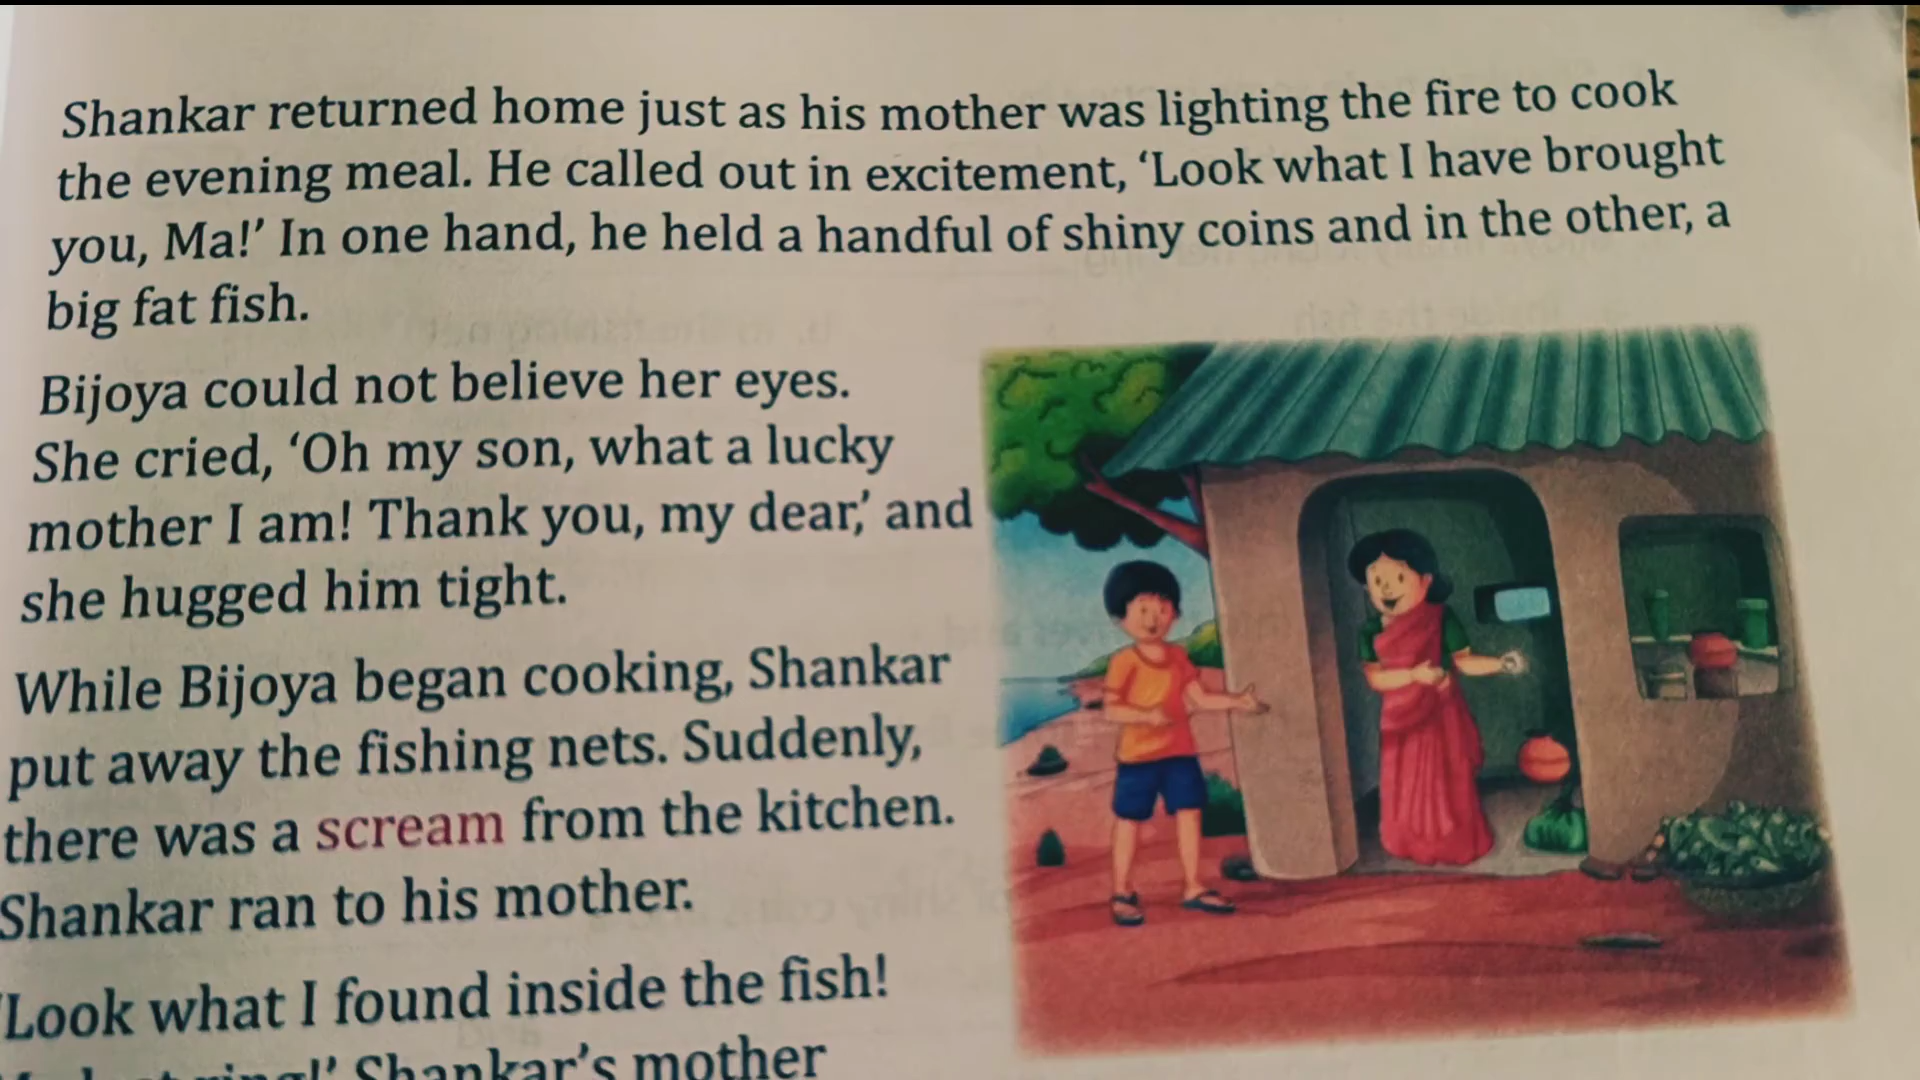 Shankar returned home just as his mother was lighting the fire to cook
the evening meal. He called out in excitement, ‘Look what I have brought
you, Ma!’ In one hand, he held a handful of shiny coins and in the other, a
big fat fish.
Bijoya could not believe her eyes.
She cried, ‘Oh my son, what a lucky
mother I am! Thank you, my dear,’ and
she hugged him tight.
While Bijoya began cooking, Shankar
put away the fishing nets. Suddenly,
there was a scream from the kitchen.
Shankar ran to his mother.
‘Look what I found inside the fish!
ring!’ Shankar’s mother